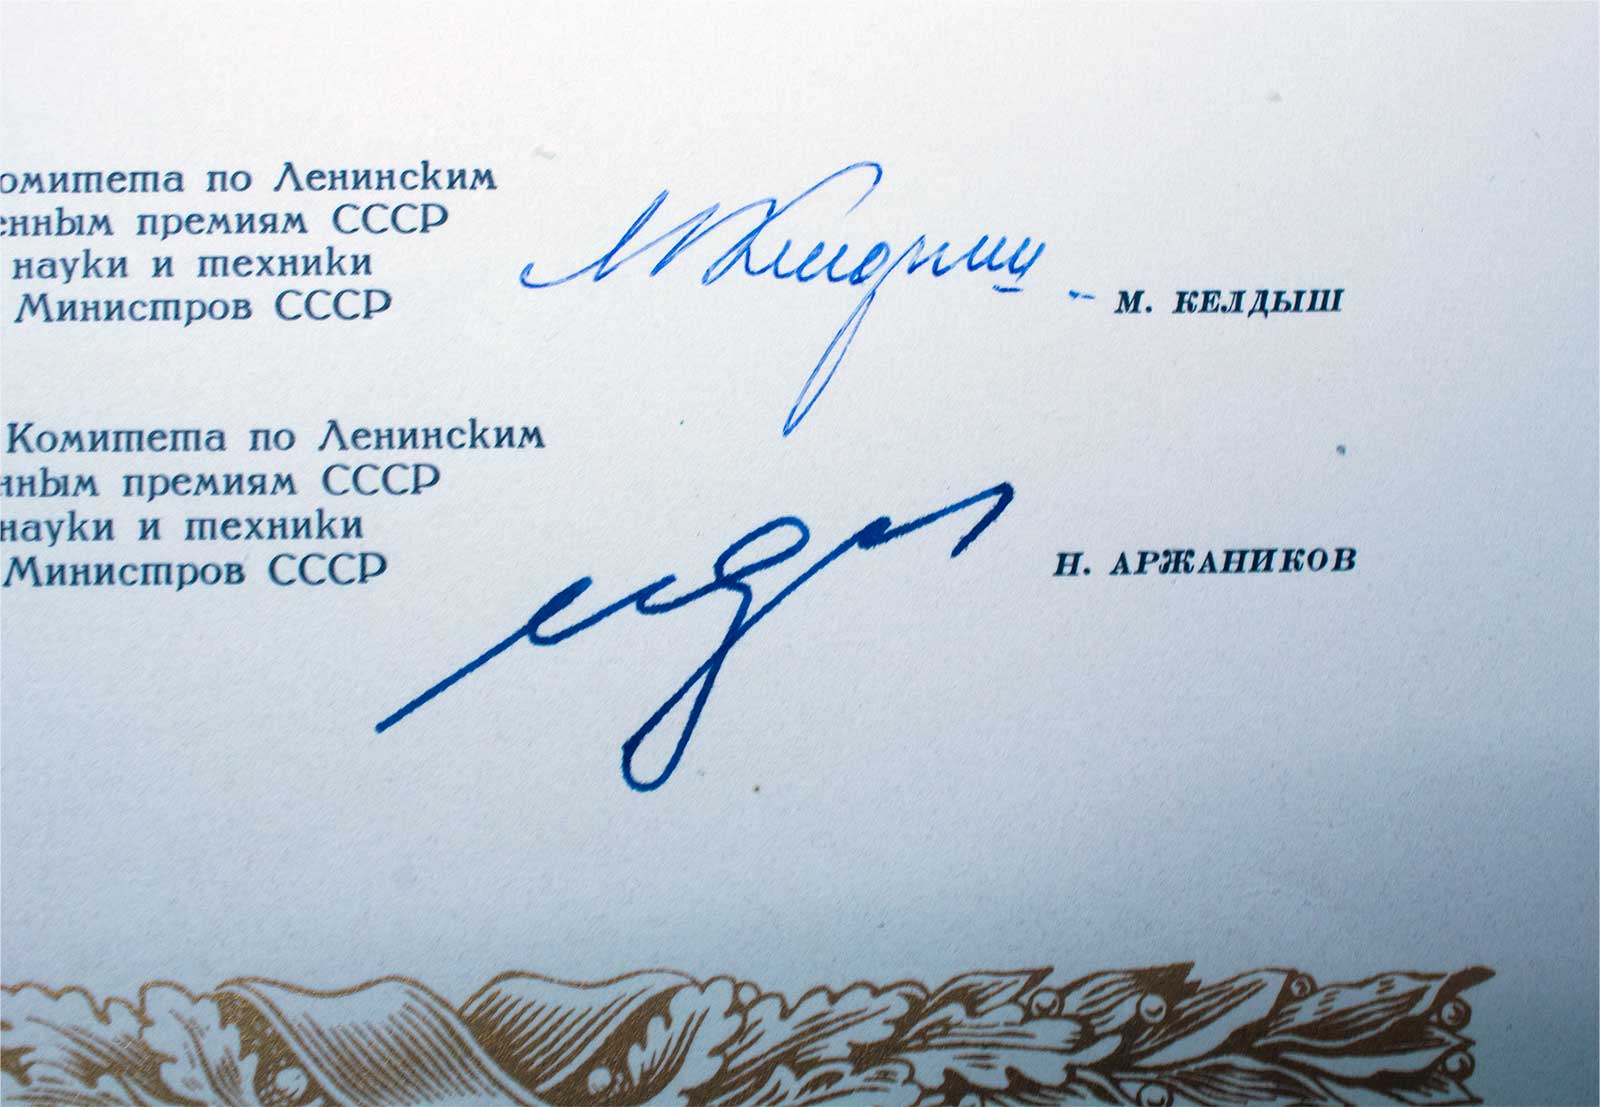 омитета по Ленинским
енным премиям СССР
науки и техники
Министров СССР
М. КЕЛДЫШ
Комитета по Ленинским
нным премиям СССР
науки и техники
Министров СССР
Н. АРЖАНИКОВ